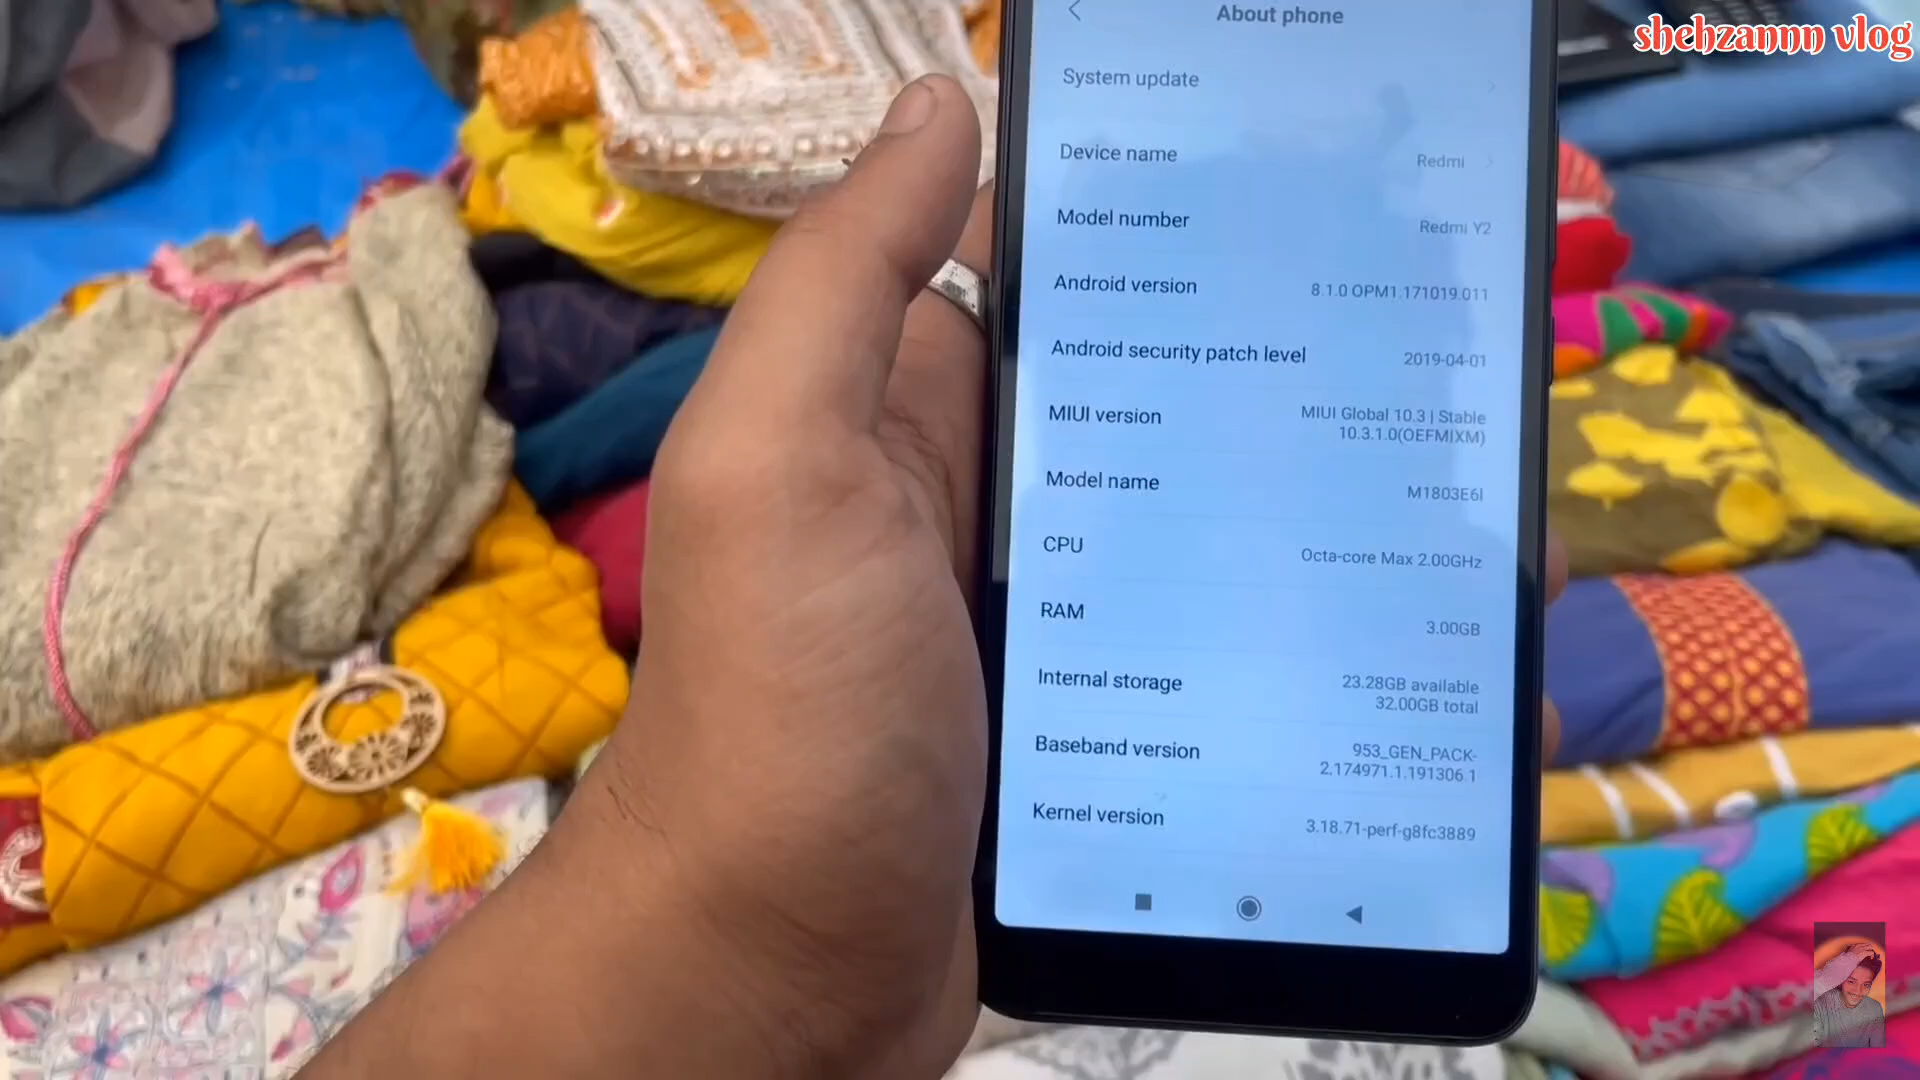 shehzannn vlog
About phone
System update
Device name Redmi
Model number Redmi Y2
Android version 8.1.0 OPM1.171019.011
Android security patch level 2019-04-01
MIUI version MIUI Global 10.3 | Stable
10.3.1.0(OEFMIXM)
Model name M1803E6I
CPU Octa-core Max 2.00GHz
RAM 3.00GB
Internal storage 23.28GB available
32.00GB total
Baseband version 953_GEN_PACK-
2.174971.1.191306.1
Kernel version 3.18.71-perf-g8fc3889